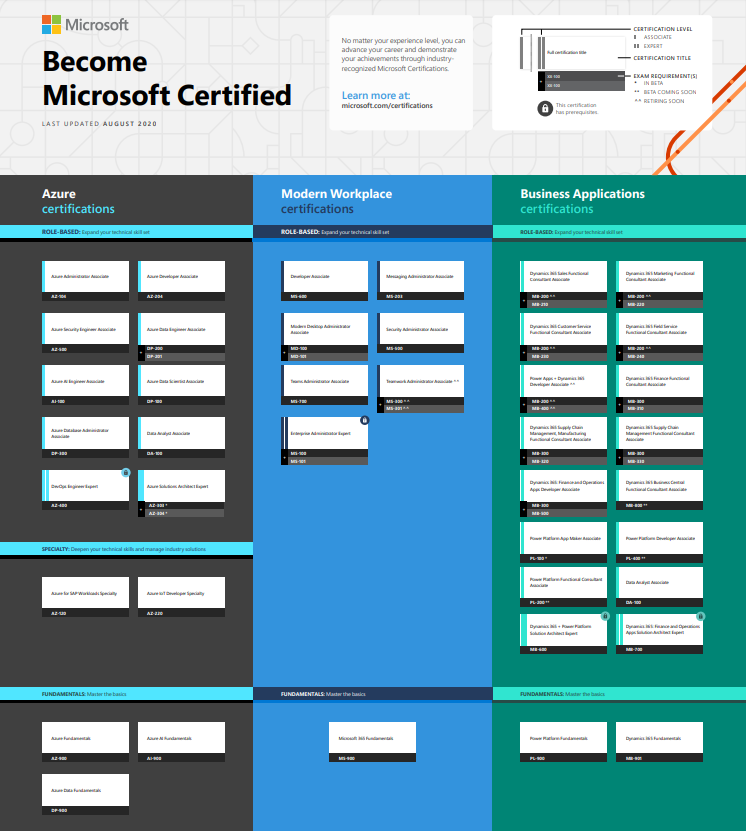 Microsoft
Become
Microsoft Certified
LAST UPDATED AUGUST 2020
No matter your experience level, you can
advance your career and demonstrate
your achievements through industry-
recognized Microsoft Certifications.
Learn more at:
microsoft.com/certifications
CERTIFICATION LEVEL
ASSOCIATE
EXPERT
Full certification title
CERTIFICATION TITLE
XX-100
XX-100
EXAM REQUIREMENT(S)
* IN BETA
** BETA COMING SOON
^^ RETIRING SOON
This certification
has prerequisites
Azure
certifications
ROLE-BASED: Expand your technical skill set
Azure Administrator Associate
AZ-104
Azure Developer Associate
AZ-204
Azure Security Engineer Associate
AZ-500
Azure Data Engineer Associate
DP-200
DP-201
Azure AI Engineer Associate
AI-100
Azure Data Scientist Associate
DP-100
Azure Database Administrator
Associate
DP-300
Data Analyst Associate
DA-100
DevOps Engineer Expert
AZ-400
Azure Solutions Architect Expert
AZ-303 *
AZ-304 *
SPECIALTY: Deepen your technical skills and manage industry solutions
Azure for SAP Workloads Specialty
AZ-120
Azure IoT Developer Specialty
AZ-220
FUNDAMENTALS: Master the basics
Azure Fundamentals
AZ-900
Azure AI Fundamentals
AI-900
Azure Data Fundamentals
DP-900
Modern Workplace
certifications
ROLE-BASED: Expand your technical skill set
Developer Associate
MS-600
Messaging Administrator Associate
MS-203
Modern Desktop Administrator
Associate
MD-100
MD-101
Security Administrator Associate
MS-500
Teams Administrator Associate
MS-700
Teamwork Administrator Associate ^^
MS-300 ^^
MS-301 ^^
Enterprise Administrator Expert
MS-100
MS-101
FUNDAMENTALS: Master the basics
Microsoft 365 Fundamentals
MS-900
Business Applications
certifications
ROLE-BASED: Expand your technical skill set
Dynamics 365 Sales Functional
Consultant Associate
MB-200 ^^
MB-210
Dynamics 365 Marketing Functional
Consultant Associate
MB-200 ^^
MB-220
Dynamics 365 Customer Service
Functional Consultant Associate
MB-200 ^^
MB-230
Dynamics 365 Field Service
Functional Consultant Associate
MB-200 ^^
MB-240
Power Apps + Dynamics 365
Developer Associate ^^
MB-200 ^^
MB-400 ^^
Dynamics 365 Finance Functional
Consultant Associate
MB-300
MB-310
Dynamics 365 Supply Chain
Management, Manufacturing
Functional Consultant Associate
MB-300
MB-320
Dynamics 365 Supply Chain
Management Functional Consultant
Associate
MB-300
MB-330
Dynamics 365, Finance and Operations
Apps Developer Associate
MB-300
MB-500
Dynamics 365 Business Central
Functional Consultant Associate
MB-800 **
Power Platform App Maker Associate
PL-100 *
Power Platform Developer Associate
PL-400 **
Power Platform Functional Consultant
Associate
PL-200 **
Data Analyst Associate
DA-100
Dynamics 365 + Power Platform
Solution Architect Expert
MB-600
Dynamics 365: Finance and Operations
Apps Solution Architect Expert
MB-700
FUNDAMENTALS: Master the basics
Power Platform Fundamentals
PL-900
Dynamics 365 Fundamentals
MB-901